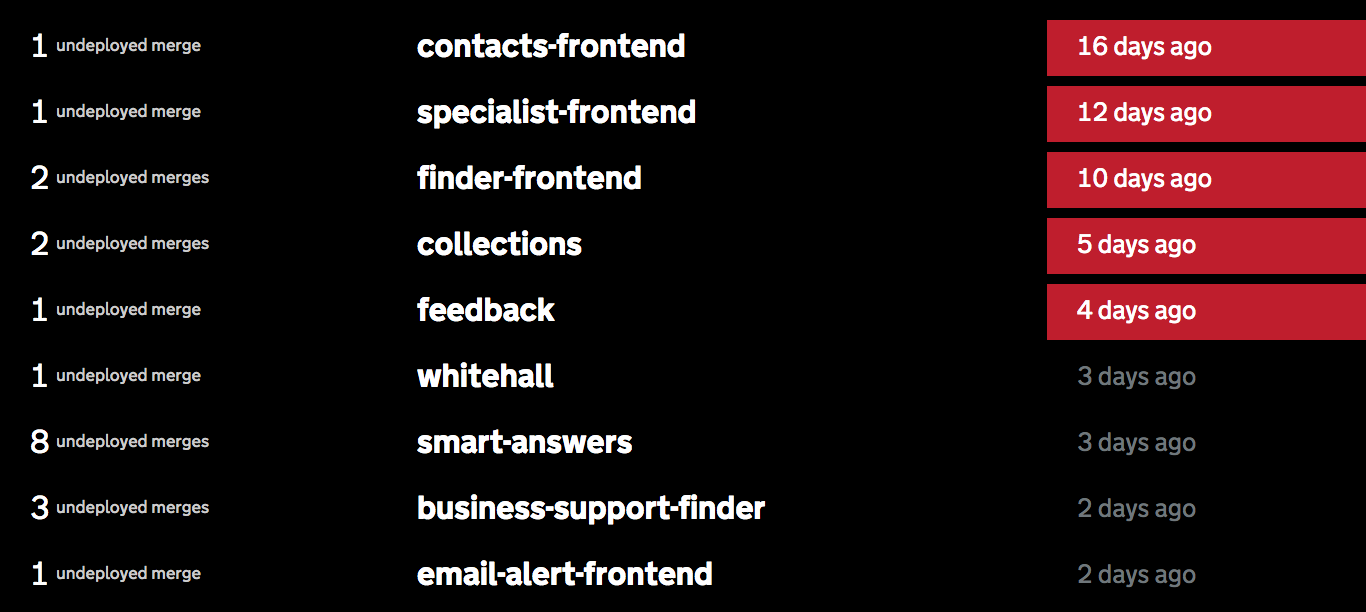 1 undeployed merge contacts-frontend 16 days ago
1 undeployed merge specialist-frontend 12 days ago
2 undeployed merges finder-frontend 10 days ago
2 undeployed merges collections 5 days ago
1 undeployed merge feedback 4 days ago
1 undeployed merge whitehall 3 days ago
8 undeployed merges smart-answers 3 days ago
3 undeployed merges business-support-finder 2 days ago
1 undeployed merge email-alert-frontend 2 days ago